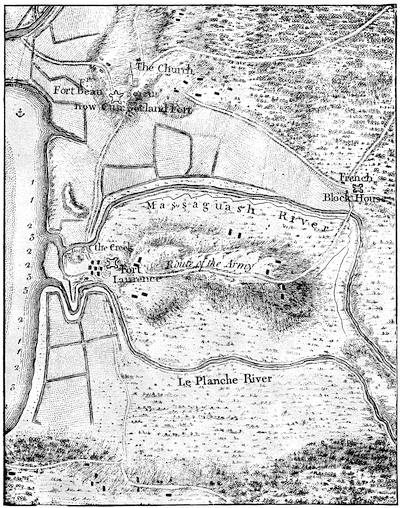 The Church
Fort Beau
now Cumberland Fort
French
Block House
Massaguash River
the Creek
Route of the Army
Fort
Laurence
Le Planche River